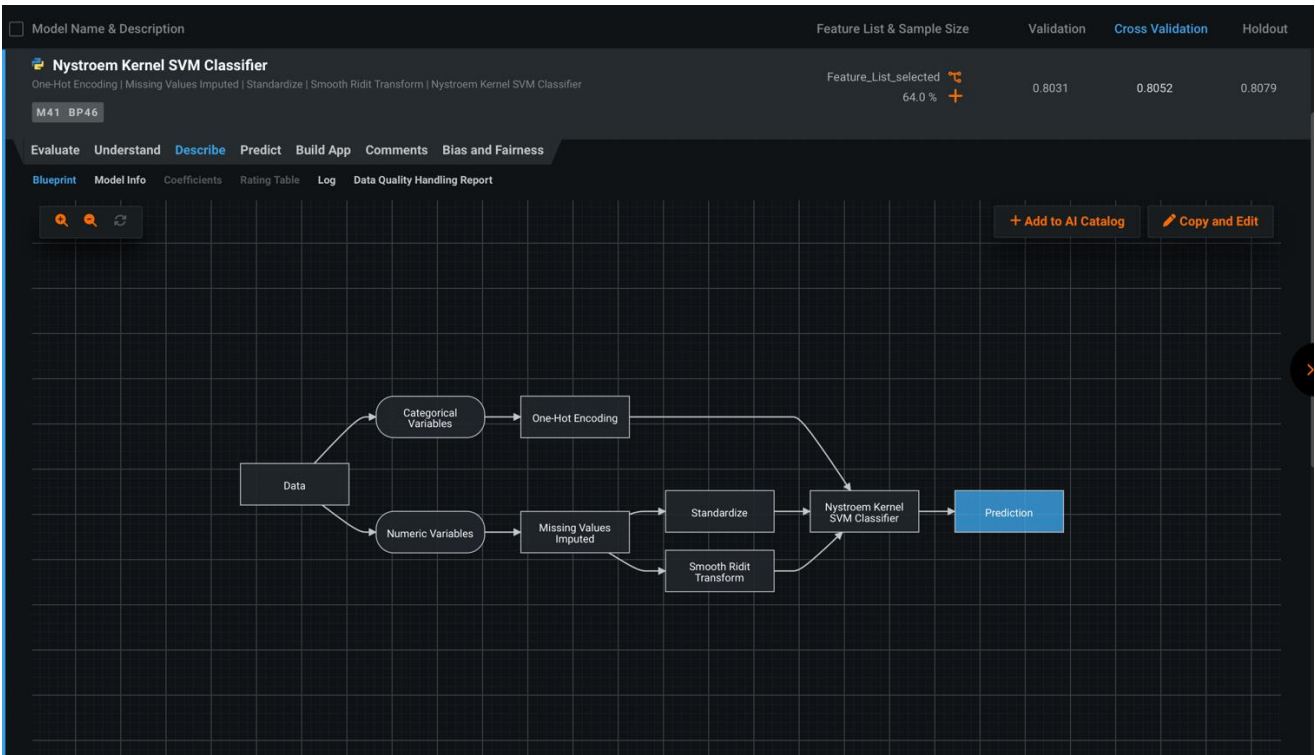 Model Name & Description Feature List & Sample Size Validation Cross Validation Holdout
Nystroem Kernel SVM Classifier
One-Hot Encoding | Missing Values Imputed | Standardize | Smooth Ridit Transform | Nystroem Kernel SVM Classifier
Feature_List_selected
64.0 %
0.8031 0.8052 0.8079
M41 BP46
Evaluate Understand Describe Predict Build App Comments Bias and Fairness
Blueprint Model Info Coefficients Rating Table Log Data Quality Handling Report
+ Add to AI Catalog Copy and Edit
Data
Categorical
Variables
One-Hot Encoding
Numeric Variables
Missing Values
Imputed
Standardize
Smooth Ridit
Transform
Nystroem Kernel
SVM Classifier
Prediction